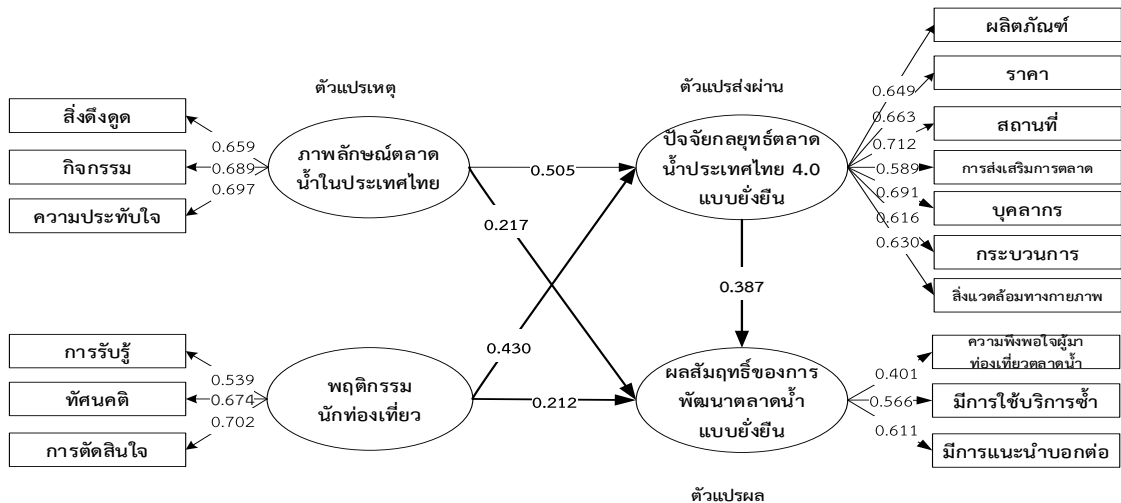 ตัวแปรเหตุ
ตัวแปรส่งผ่าน
สิ่งดึงดูด
กิจกรรม
ความประทับใจ
0.659
0.689
0.697
ภาพลักษณ์ตลาด
น้ำในประเทศไทย
0.505
0.217
ปัจจัยกลยุทธ์ตลาด
น้ำประเทศไทย 4.0
แบบยั่งยืน
0.649
0.663
0.712
0.589
0.691
0.616
0.630
ผลิตภัณฑ์
ราคา
สถานที่
การส่งเสริมการตลาด
บุคลากร
กระบวนการ
สิ่งแวดล้อมทางกายภาพ
0.387
การรับรู้
ทัศนคติ
การตัดสินใจ
0.539
0.674
0.702
พฤติกรรม
นักท่องเที่ยว
0.430
0.212
ผลสัมฤทธิ์ของการ
พัฒนาตลาดน้ำ
แบบยั่งยืน
0.401
0.566
0.611
ความพึงพอใจผู้มา
ท่องเที่ยวตลาดน้ำ
มีการใช้บริการซ้ำ
มีการแนะนำบอกต่อ
ตัวแปรผล